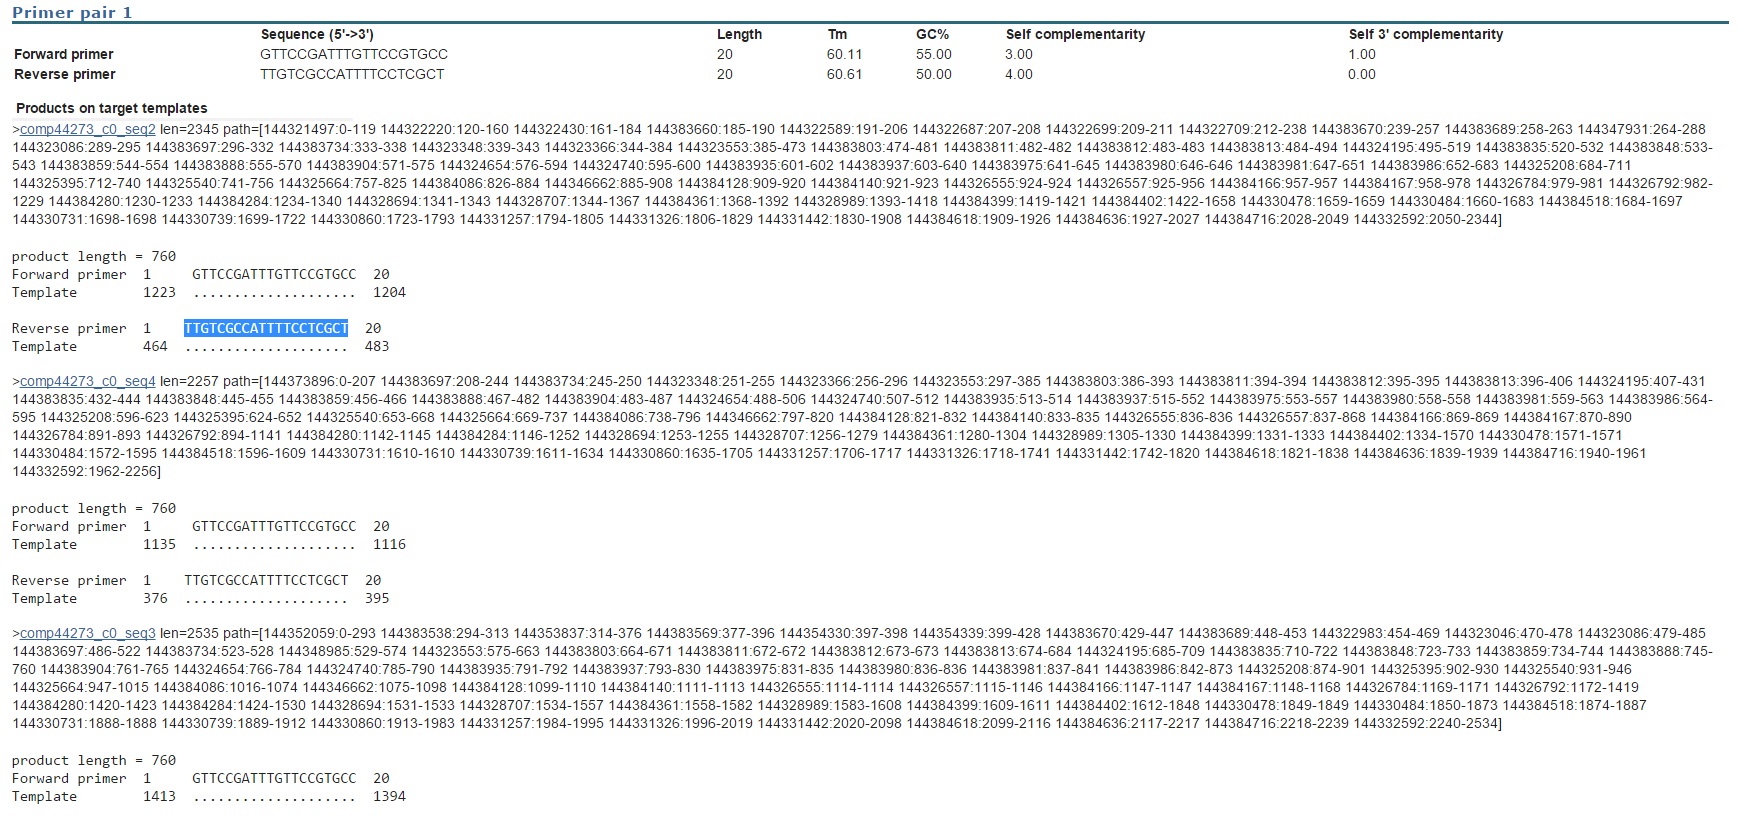 Primer pair 1
Sequence (5'->3') Length Tm GC% Self complementarity Self 3' complementarity
Forward primer GTTCCGATTTGTTCCGTGCC 20 60.11 55.00 3.00 1.00
Reverse primer TTGTCGCCATTTTCCTCGCT 20 60.61 50.00 4.00 0.00
Products on target templates
>comp44273_c0_seq2 len=2345 path=[144321497:0-119 144322220:120-160 144322430:161-184 144383660:185-190 144322589:191-206 144322687:207-208 144322699:209-211 144322709:212-238 144383670:239-257 144383689:258-263 144347931:264-288
144323086:289-295 144383697:296-332 144383734:333-338 144323348:339-343 144323366:344-384 144323553:385-473 144383803:474-481 144383811:482-482 144383812:483-483 144383813:484-494 144324195:495-519 144383835:520-532 144383848:533-
543 144383859:544-554 144383888:555-570 144383904:571-575 144324654:576-594 144324740:595-600 144383935:601-602 144383937:603-640 144383975:641-645 144383980:646-646 144383981:647-651 144383986:652-683 144325208:684-711
144325395:712-740 144325540:741-756 144325664:757-825 144384086:826-884 144346662:885-908 144384128:909-920 144384140:921-923 144326555:924-924 144326557:925-956 144384166:957-957 144384167:958-978 144326784:979-981 144326792:982-
1229 144384280:1230-1233 144384284:1234-1340 144328694:1341-1343 144328707:1344-1367 144384361:1368-1392 144328989:1393-1418 144384399:1419-1421 144384402:1422-1658 144330478:1659-1659 144330484:1660-1683 144384518:1684-1697
144330731:1698-1698 144330739:1699-1722 144330860:1723-1793 144331257:1794-1805 144331326:1806-1829 144331442:1830-1908 144384618:1909-1926 144384636:1927-2027 144384716:2028-2049 144332592:2050-2344]
product length = 760
Forward primer 1 GTTCCGATTTGTTCCGTGCC 20
Template 1223 .................... 1204
Reverse primer 1 TTGTCGCCATTTTCCTCGCT 20
Template 464 .................... 483
>comp44273_c0_seq4 len=2257 path=[144373896:0-207 144383697:208-244 144383734:245-250 144323348:251-255 144323366:256-296 144323553:297-385 144383803:386-393 144383811:394-394 144383812:395-395 144383813:396-406 144324195:407-431
144383835:432-444 144383848:445-455 144383859:456-466 144383888:467-482 144383904:483-487 144324654:488-506 144324740:507-512 144383935:513-514 144383937:515-552 144383975:553-557 144383980:558-558 144383981:559-563 144383986:564-
595 144325208:596-623 144325395:624-652 144325540:653-668 144325664:669-737 144384086:738-796 144346662:797-820 144384128:821-832 144384140:833-835 144326555:836-836 144326557:837-868 144384166:869-869 144384167:870-890
144326784:891-893 144326792:894-1141 144384280:1142-1145 144384284:1146-1252 144328694:1253-1255 144328707:1256-1279 144384361:1280-1304 144328989:1305-1330 144384399:1331-1333 144384402:1334-1570 144330478:1571-1571
144330484:1572-1595 144384518:1596-1609 144330731:1610-1610 144330739:1611-1634 144330860:1635-1705 144331257:1706-1717 144331326:1718-1741 144331442:1742-1820 144384618:1821-1838 144384636:1839-1939 144384716:1940-1961
144332592:1962-2256]
product length = 760
Forward primer 1 GTTCCGATTTGTTCCGTGCC 20
Template 1135 .................... 1116
Reverse primer 1 TTGTCGCCATTTTCCTCGCT 20
Template 376 .................... 395
>comp44273_c0_seq3 len=2535 path=[144352059:0-293 144383538:294-313 144353837:314-376 144383569:377-396 144354330:397-398 144354339:399-428 144383670:429-447 144383689:448-453 144322983:454-469 144323046:470-478 144323086:479-485
144383697:486-522 144383734:523-528 144348985:529-574 144323553:575-663 144383803:664-671 144383811:672-672 144383812:673-673 144383813:674-684 144324195:685-709 144383835:710-722 144383848:723-733 144383859:734-744 144383888:745-
760 144383904:761-765 144324654:766-784 144324740:785-790 144383935:791-792 144383937:793-830 144383975:831-835 144383980:836-836 144383981:837-841 144383986:842-873 144325208:874-901 144325395:902-930 144325540:931-946
144325664:947-1015 144384086:1016-1074 144346662:1075-1098 144384128:1099-1110 144384140:1111-1113 144326555:1114-1114 144326557:1115-1146 144384166:1147-1147 144384167:1148-1168 144326784:1169-1171 144326792:1172-1419
144384280:1420-1423 144384284:1424-1530 144328694:1531-1533 144328707:1534-1557 144384361:1558-1582 144328989:1583-1608 144384399:1609-1611 144384402:1612-1848 144330478:1849-1849 144330484:1850-1873 144384518:1874-1887
144330731:1888-1888 144330739:1889-1912 144330860:1913-1983 144331257:1984-1995 144331326:1996-2019 144331442:2020-2098 144384618:2099-2116 144384636:2117-2217 144384716:2218-2239 144332592:2240-2534]
product length = 760
Forward primer 1 GTTCCGATTTGTTCCGTGCC 20
Template 1413 .................... 1394